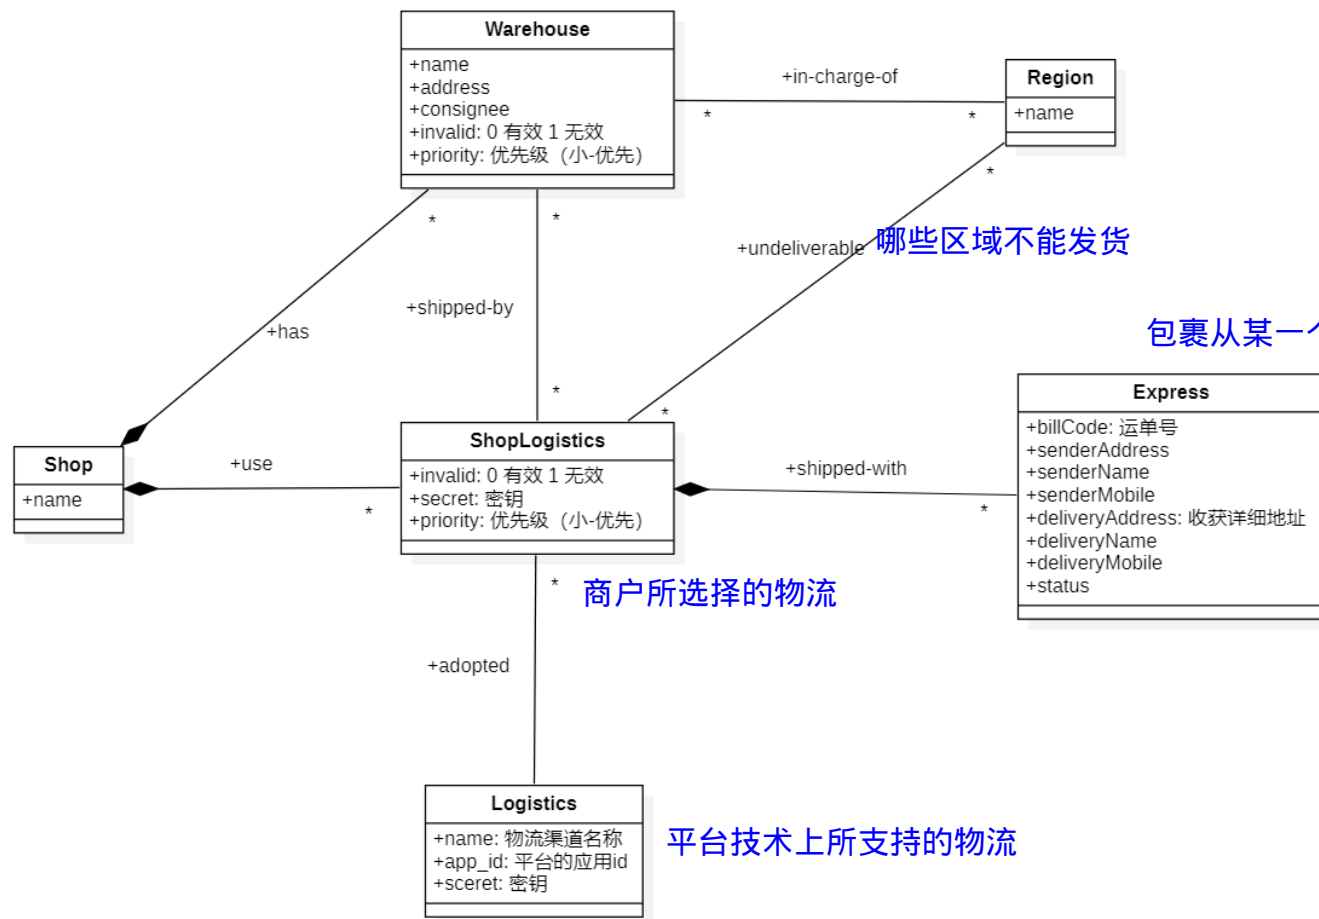 Warehouse
+name
+address
+consignee
+invalid: 0 有效 1 无效
+priority: 优先级（小-优先）
+in-charge-of
*
*
Region
+name
*
*
*
+undeliverable
哪些区域不能发货
+has
+shipped-by
*
*
包裹从某一
Shop
+name
+use
*
ShopLogistics
+invalid: 0 有效 1 无效
+secret: 密钥
+priority: 优先级（小-优先）
+shipped-with
*
Express
+billCode: 运单号
+senderAddress
+senderName
+senderMobile
+deliveryAddress: 收获详细地址
+deliveryName
+deliveryMobile
+status
*
商户所选择的物流
+adopted
Logistics
+name: 物流渠道名称
+app_id: 平台的应用id
+sceret: 密钥
平台技术上所支持的物流